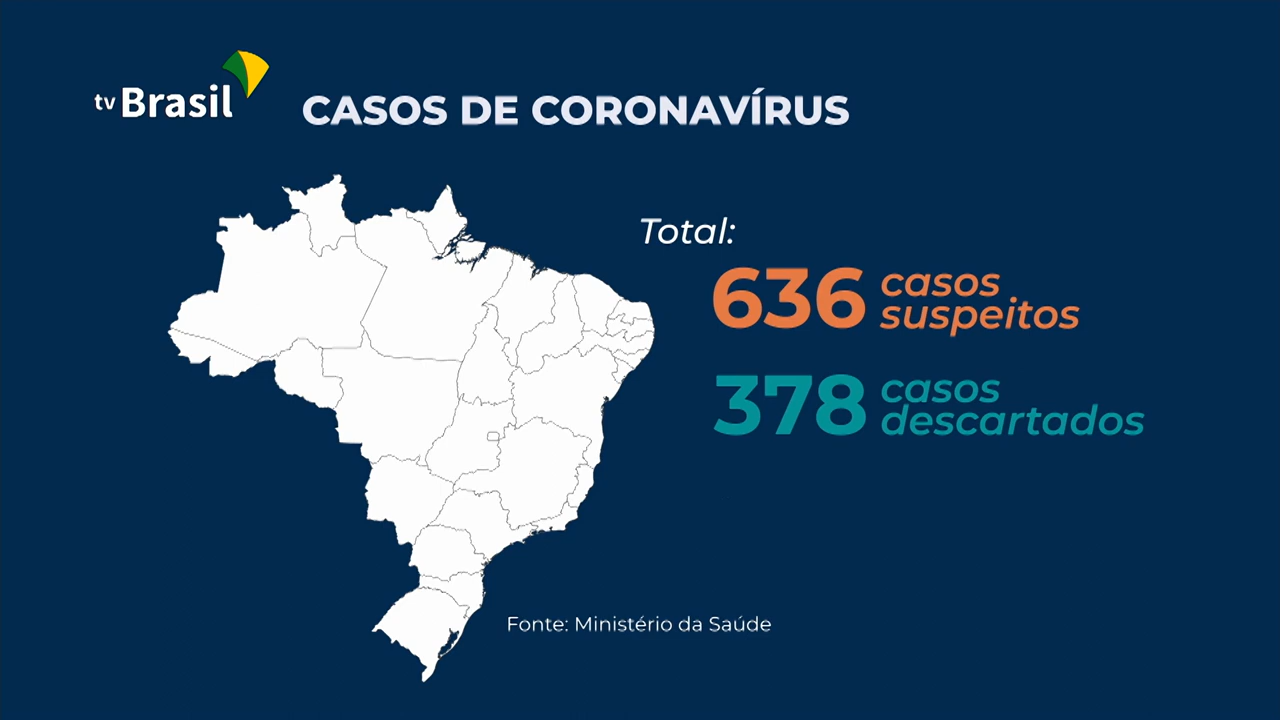 tv Brasil
CASOS DE CORONAVÍRUS
Total:
636 casos
suspeitos
378 casos
descartados
Fonte: Ministério da Saúde